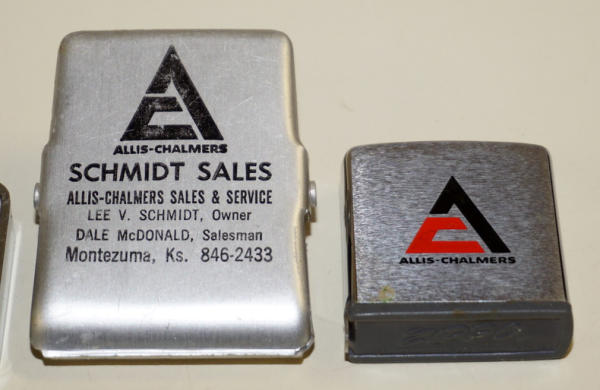 ALLIS-CHALMERS
SCHMIDT SALES
ALLIS-CHALMERS SALES & SERVICE
LEE V. SCHMIDT, Owner
DALE McDONALD, Salesman
Montezuma, Ks. 846-2433
ALLIS-CHALMERS